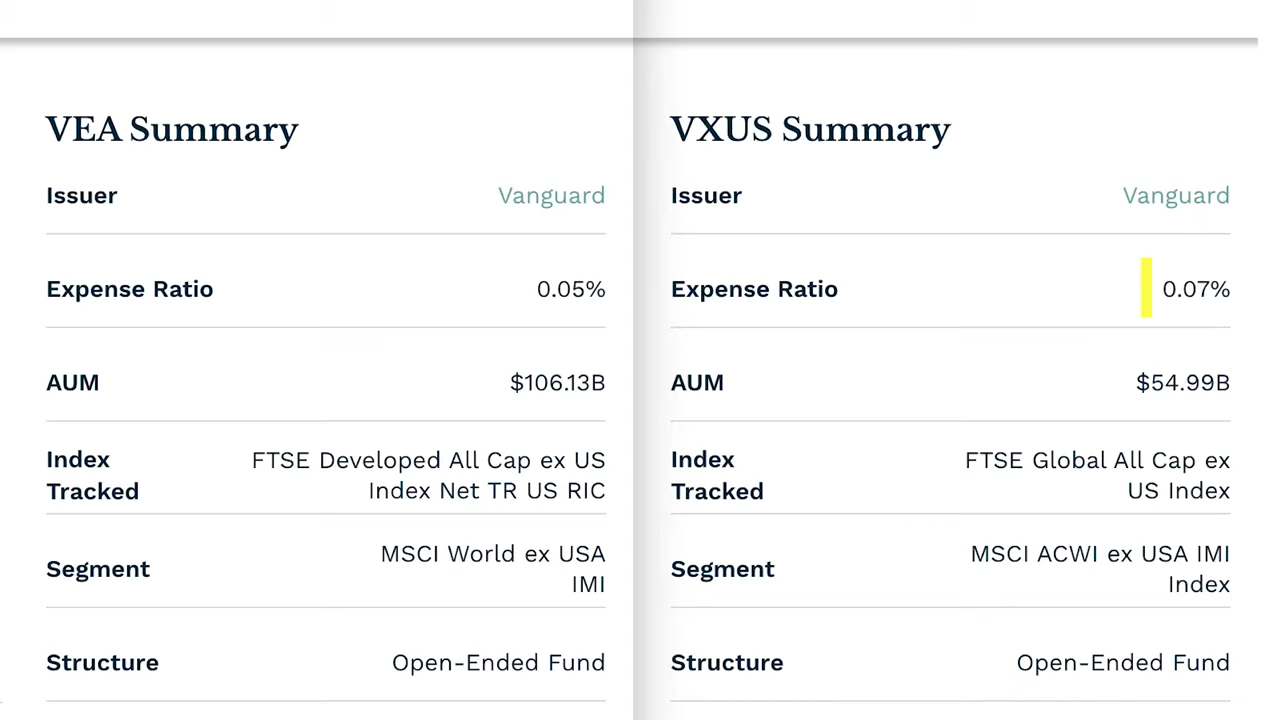 VEA Summary
Issuer Vanguard
Expense Ratio 0.05%
AUM $106.13B
Index Tracked FTSE Developed All Cap ex US
Index Net TR US RIC
Segment MSCI World ex USA
IMI
Structure Open-Ended Fund
VXUS Summary
Issuer Vanguard
Expense Ratio 0.07%
AUM $54.99B
Index Tracked FTSE Global All Cap ex
US Index
Segment MSCI ACWI ex USA IMI
Index
Structure Open-Ended Fund